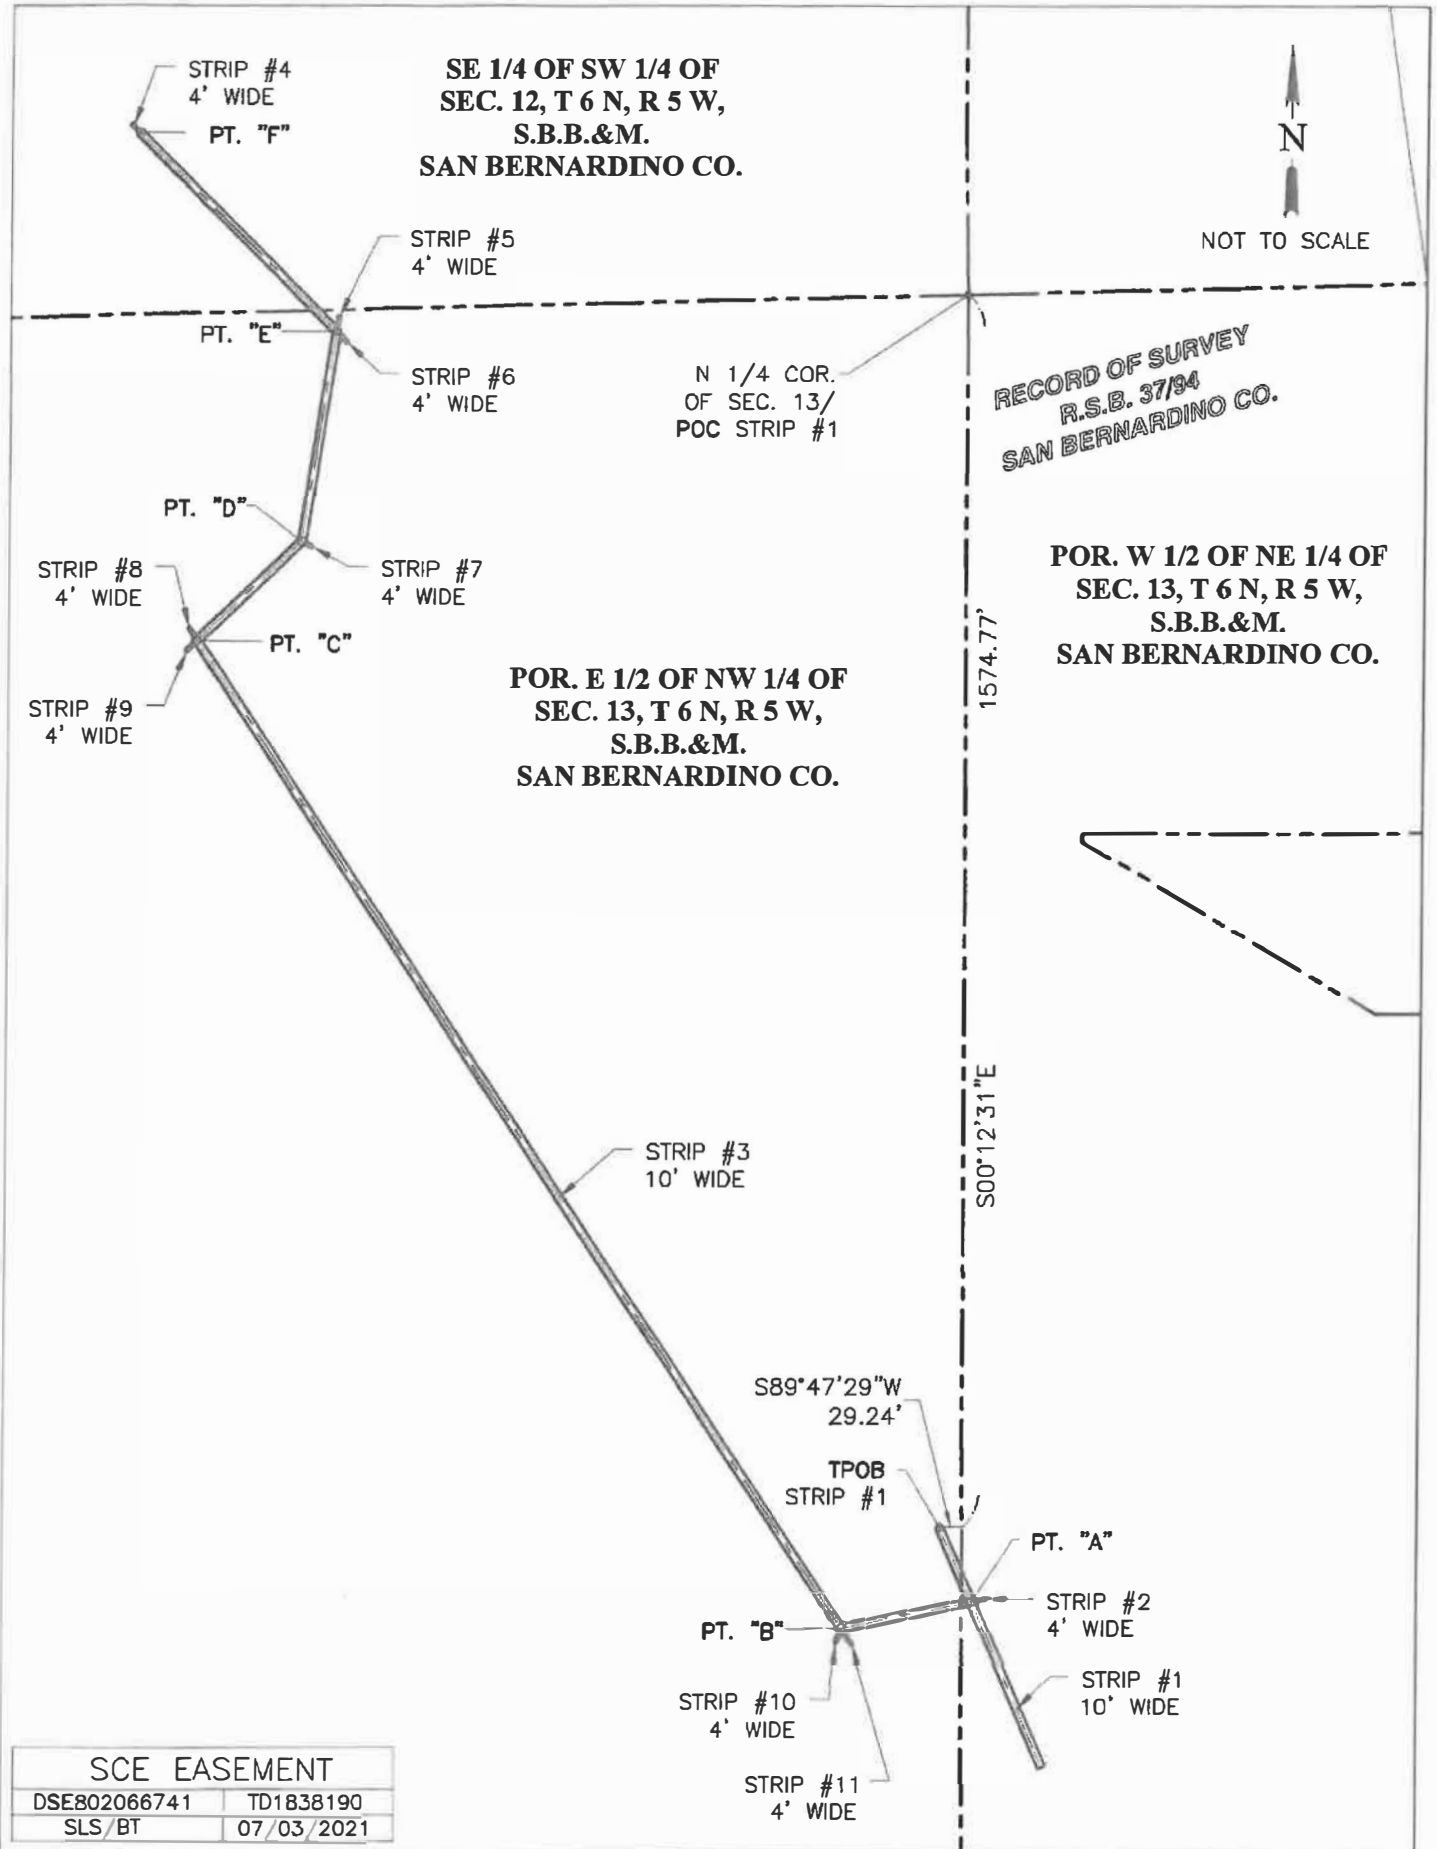 STRIP #4
4' WIDE
PT. "F"
SE 1/4 OF SW 1/4 OF
SEC. 12, T 6 N, R 5 W,
S.B.B.&M.
SAN BERNARDINO CO.
N
NOT TO SCALE
STRIP #5
4' WIDE
PT. "E"
STRIP #6
4' WIDE
N 1/4 COR.
OF SEC. 13/
POC STRIP #1
RECORD OF SURVEY
R.S.B. 37/94
SAN BERNARDINO CO.
PT. "D"
STRIP #8
4' WIDE
STRIP #7
4' WIDE
PT. "C"
STRIP #9
4' WIDE
POR. W 1/2 OF NE 1/4 OF
SEC. 13, T 6 N, R 5 W,
S.B.B.&M.
SAN BERNARDINO CO.
POR. E 1/2 OF NW 1/4 OF
SEC. 13, T 6 N, R 5 W,
S.B.B.&M.
SAN BERNARDINO CO.
1574.77'
S00°12'31"E
STRIP #3
10' WIDE
S89°47'29"W
29.24'
TPOB
STRIP #1
PT. "A"
STRIP #2
4' WIDE
PT. "B"
STRIP #1
10' WIDE
STRIP #10
4' WIDE
STRIP #11
4' WIDE
SCE EASEMENT
DSE802066741 TD1838190
SLS/BT 07/03/2021